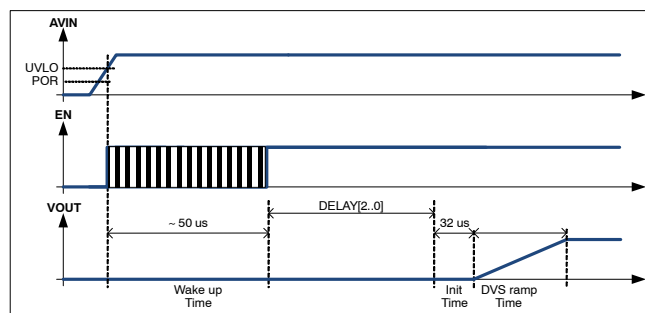 AVIN
UVLO
POR
EN
VOUT
~ 50 us
DELAY[2..0]
32 us
Wake up
Time
Init
Time
DVS ramp
Time